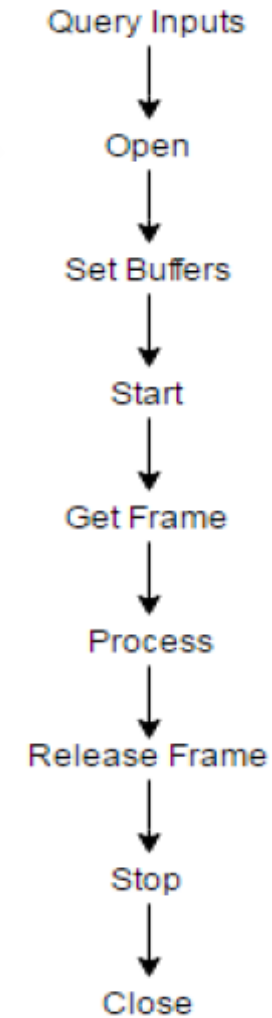 Query Inputs
Open
Set Buffers
Start
Get Frame
Process
Release Frame
Stop
Close